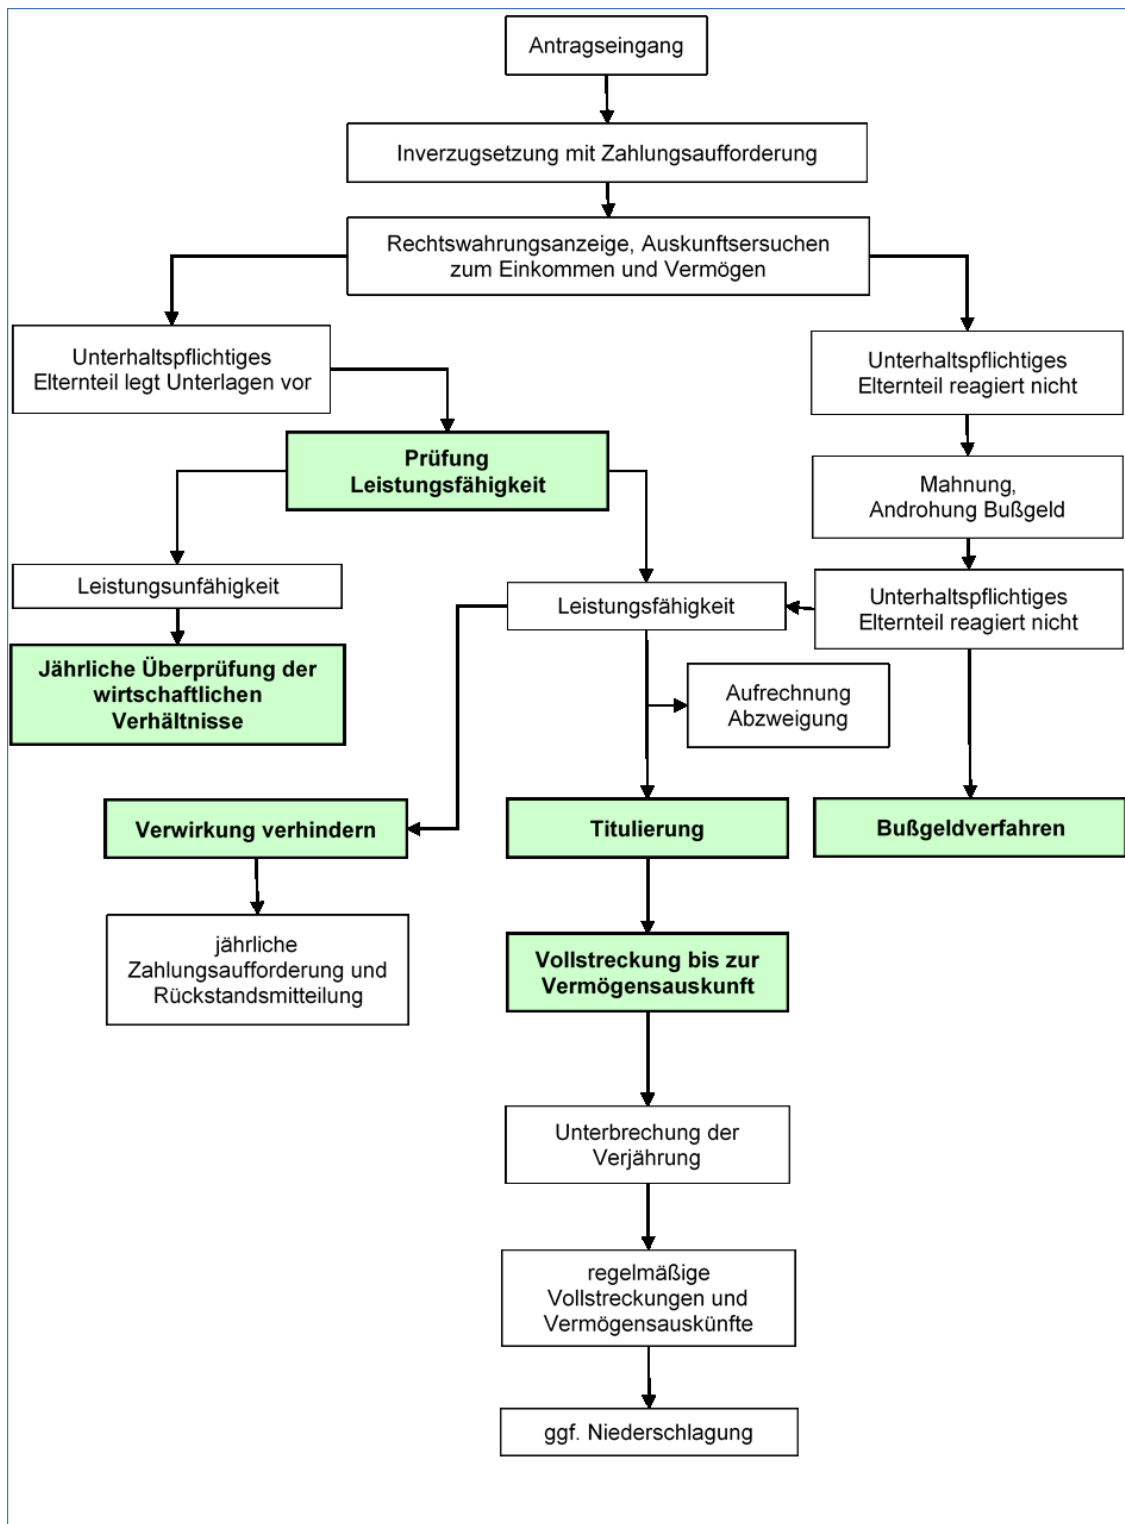 Antragseingang
Inverzugsetzung mit Zahlungsaufforderung
Rechtswahrungsanzeige, Auskunftsersuchen
zum Einkommen und Vermögen
Unterhaltspflichtiges
Elternteil legt Unterlagen vor
Unterhaltspflichtiges
Elternteil reagiert nicht
Prüfung
Leistungsfähigkeit
Mahnung,
Androhung Bußgeld
Leistungsunfähigkeit
Leistungsfähigkeit
Unterhaltspflichtiges
Elternteil reagiert nicht
Jährliche Überprüfung der
wirtschaftlichen
Verhältnisse
Aufrechnung
Abzweigung
Verwirkung verhindern
Titulierung
Bußgeldverfahren
jährliche
Zahlungsaufforderung und
Rückstandsmitteilung
Vollstreckung bis zur
Vermögensauskunft
Unterbrechung der
Verjährung
regelmäßige
Vollstreckungen und
Vermögensauskünfte
ggf. Niederschlagung